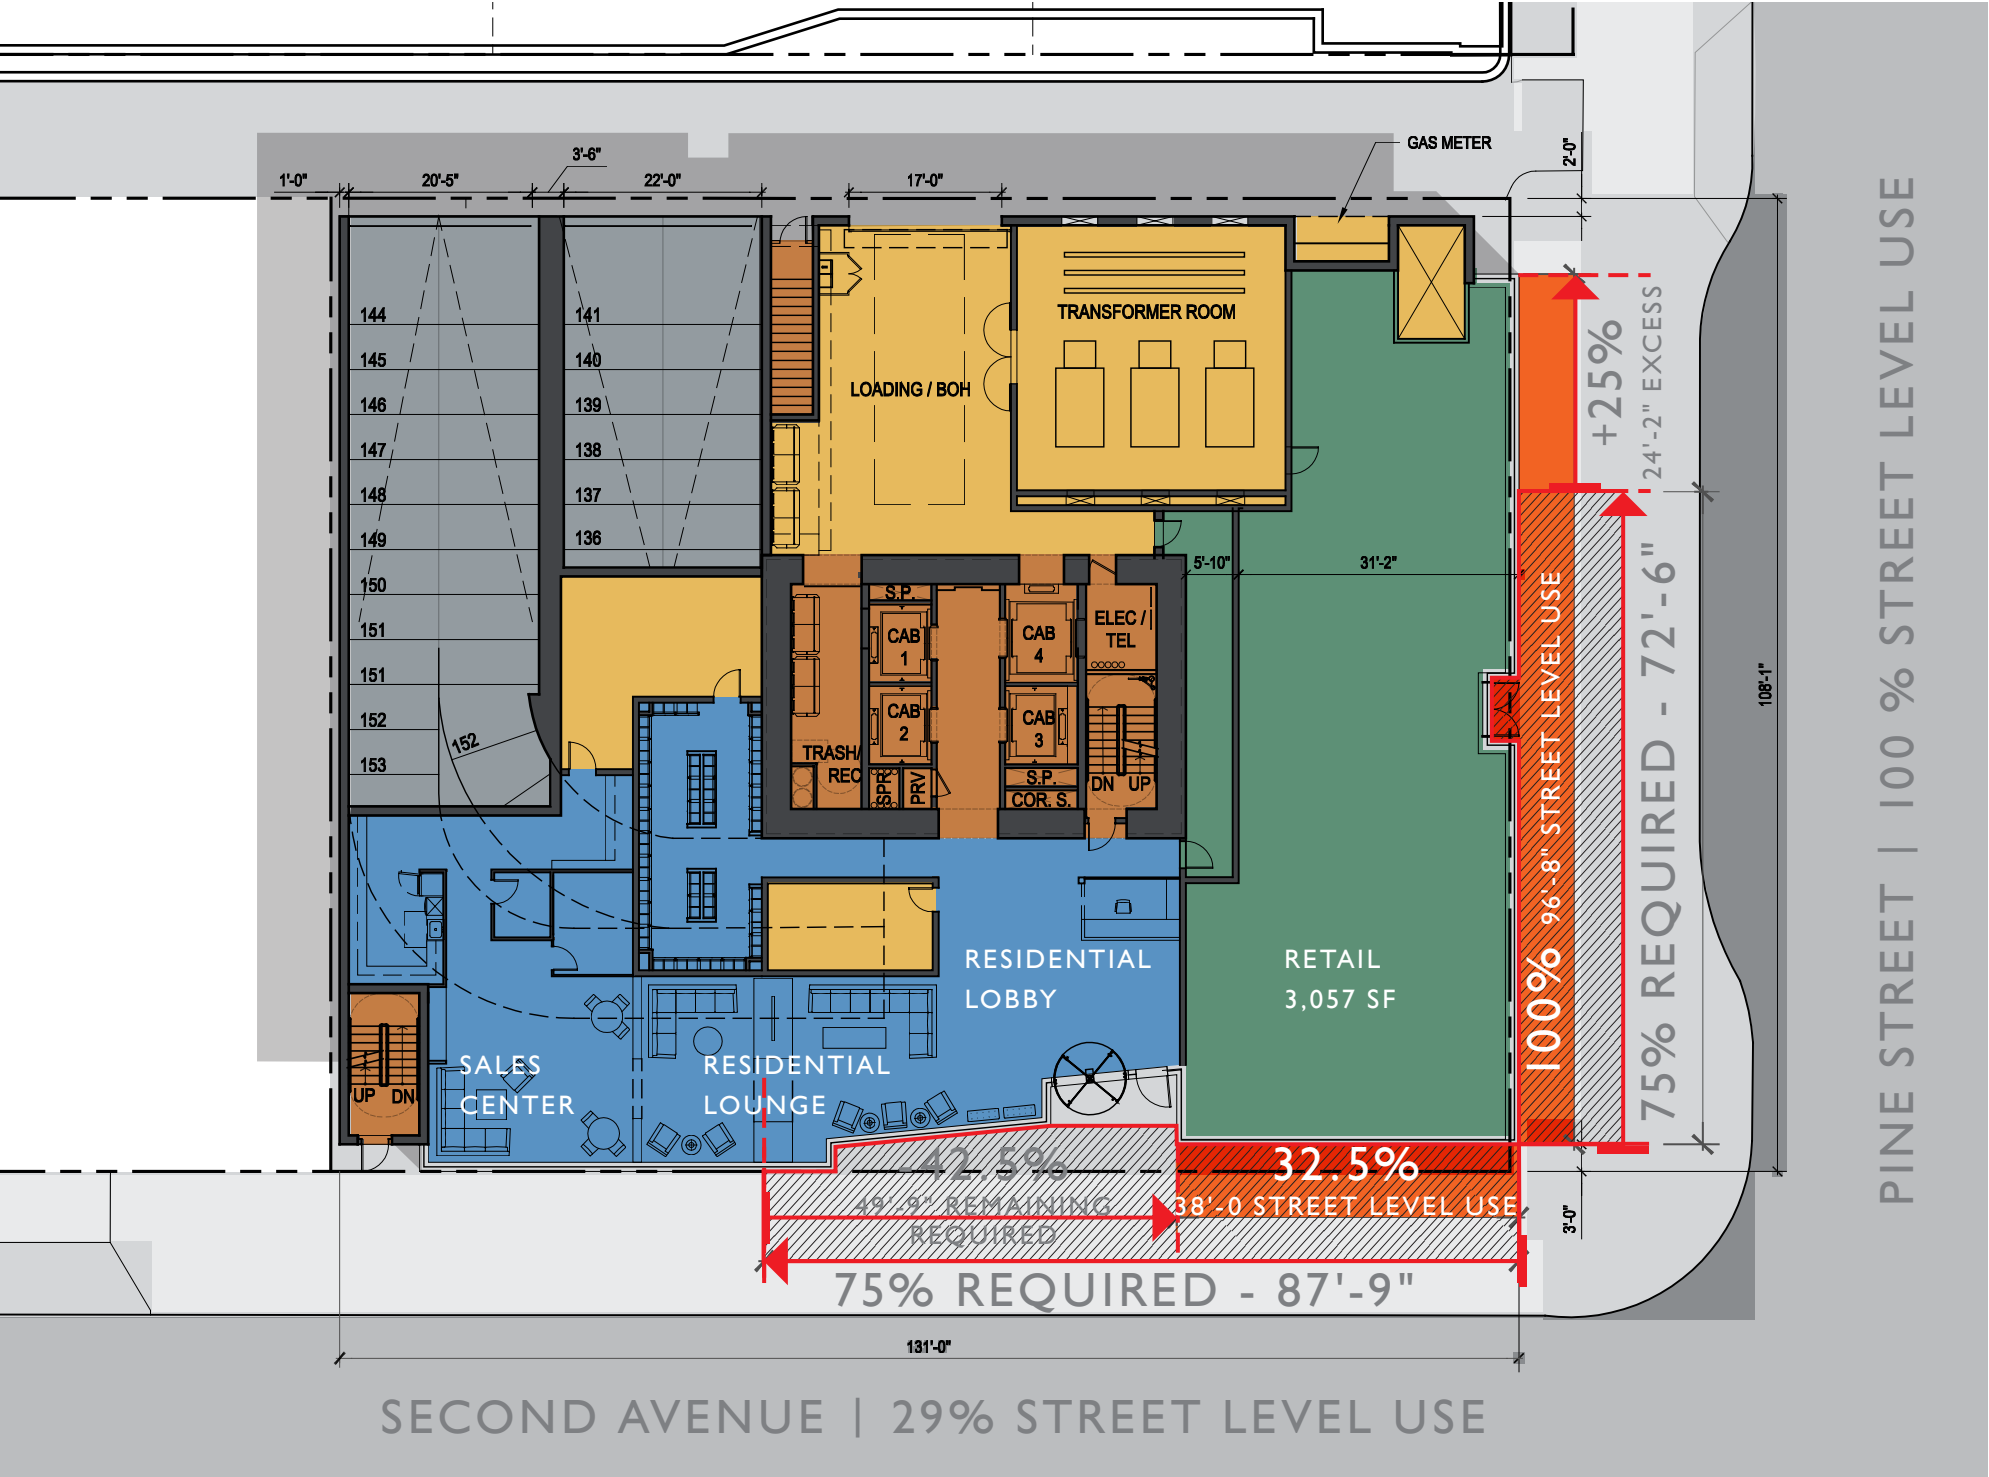 GAS METER
2'-0"
1'-0"
20'-5"
3'-6"
22'-0"
17'-0"
144
145
146
147
148
149
150
151
151
152
153
152
141
140
139
138
137
136
LOADING / BOH
TRANSFORMER ROOM
5'-10"
31'-2"
S.P.
CAB
1
CAB
2
CAB
4
CAB
3
ELEC /
TEL
TRASH/
REC
SPR
PRV
S.P.
COR. S.
DN UP
RESIDENTIAL
LOBBY
RETAIL
3,057 SF
SALES
CENTER
RESIDENTIAL
LOUNGE
UP DN
+25%
24'-2" EXCESS
100% 96'-8" STREET LEVEL USE
75% REQUIRED - 72'-6"
108'-1"
PINE STREET | 100 % STREET LEVEL USE
-42.5%
49'-9" REMAINING
REQUIRED
32.5%
38'-0 STREET LEVEL USE
3'-0"
75% REQUIRED - 87'-9"
131'-0"
SECOND AVENUE | 29% STREET LEVEL USE